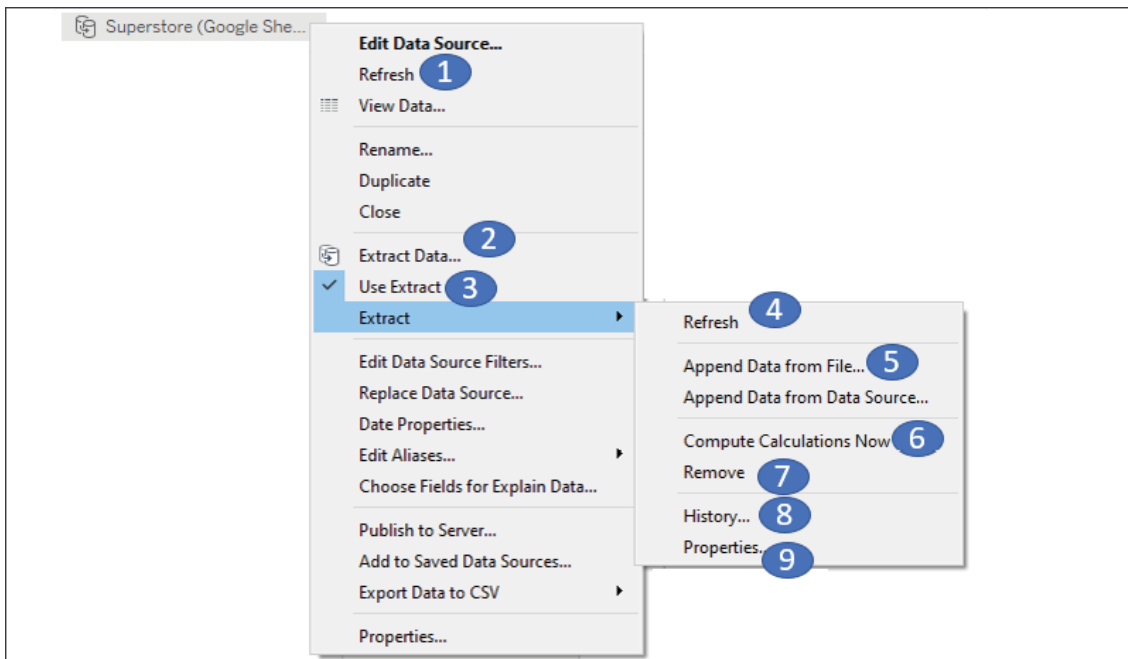 Superstore (Google She...
Edit Data Source...
Refresh 1
View Data...
Rename...
Duplicate
Close
2
Extract Data...
Use Extract 3
Extract
Edit Data Source Filters...
Replace Data Source...
Date Properties...
Edit Aliases...
Choose Fields for Explain Data...
Publish to Server...
Add to Saved Data Sources...
Export Data to CSV
Properties...
Refresh 4
Append Data from File... 5
Append Data from Data Source...
Compute Calculations Now 6
Remove 7
History... 8
Properties.. 9